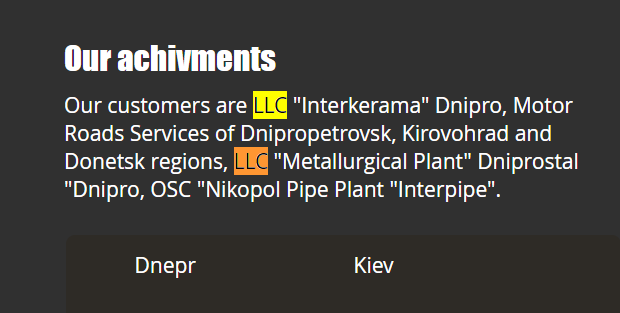 Our achivments
Our customers are LLC "Interkerama" Dnipro, Motor
Roads Services of Dnipropetrovsk, Kirovohrad and
Donetsk regions, LLC "Metallurgical Plant" Dniprostal
"Dnipro, OSC "Nikopol Pipe Plant "Interpipe".
Dnepr Kiev